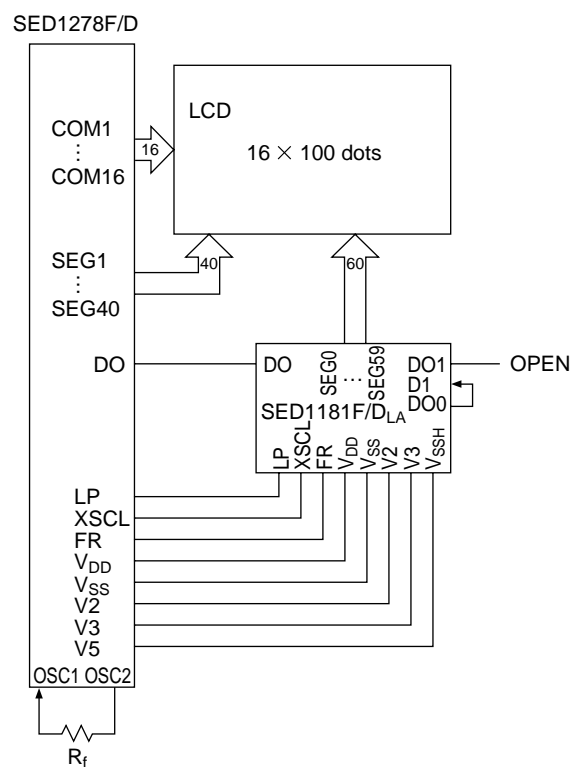 SED1278F/D
COM1
⋮
COM16
16
LCD
16 × 100 dots
SEG1
⋮
SEG40
40
60
DO
DO
SEG0
⋯
SEG59
DO1
OPEN
D1
DO0
SED1181F/DLA
LP
XSCL
FR
VDD
VSS
V2
V3
VSSH
LP
XSCL
FR
VDD
VSS
V2
V3
V5
OSC1 OSC2
Rf